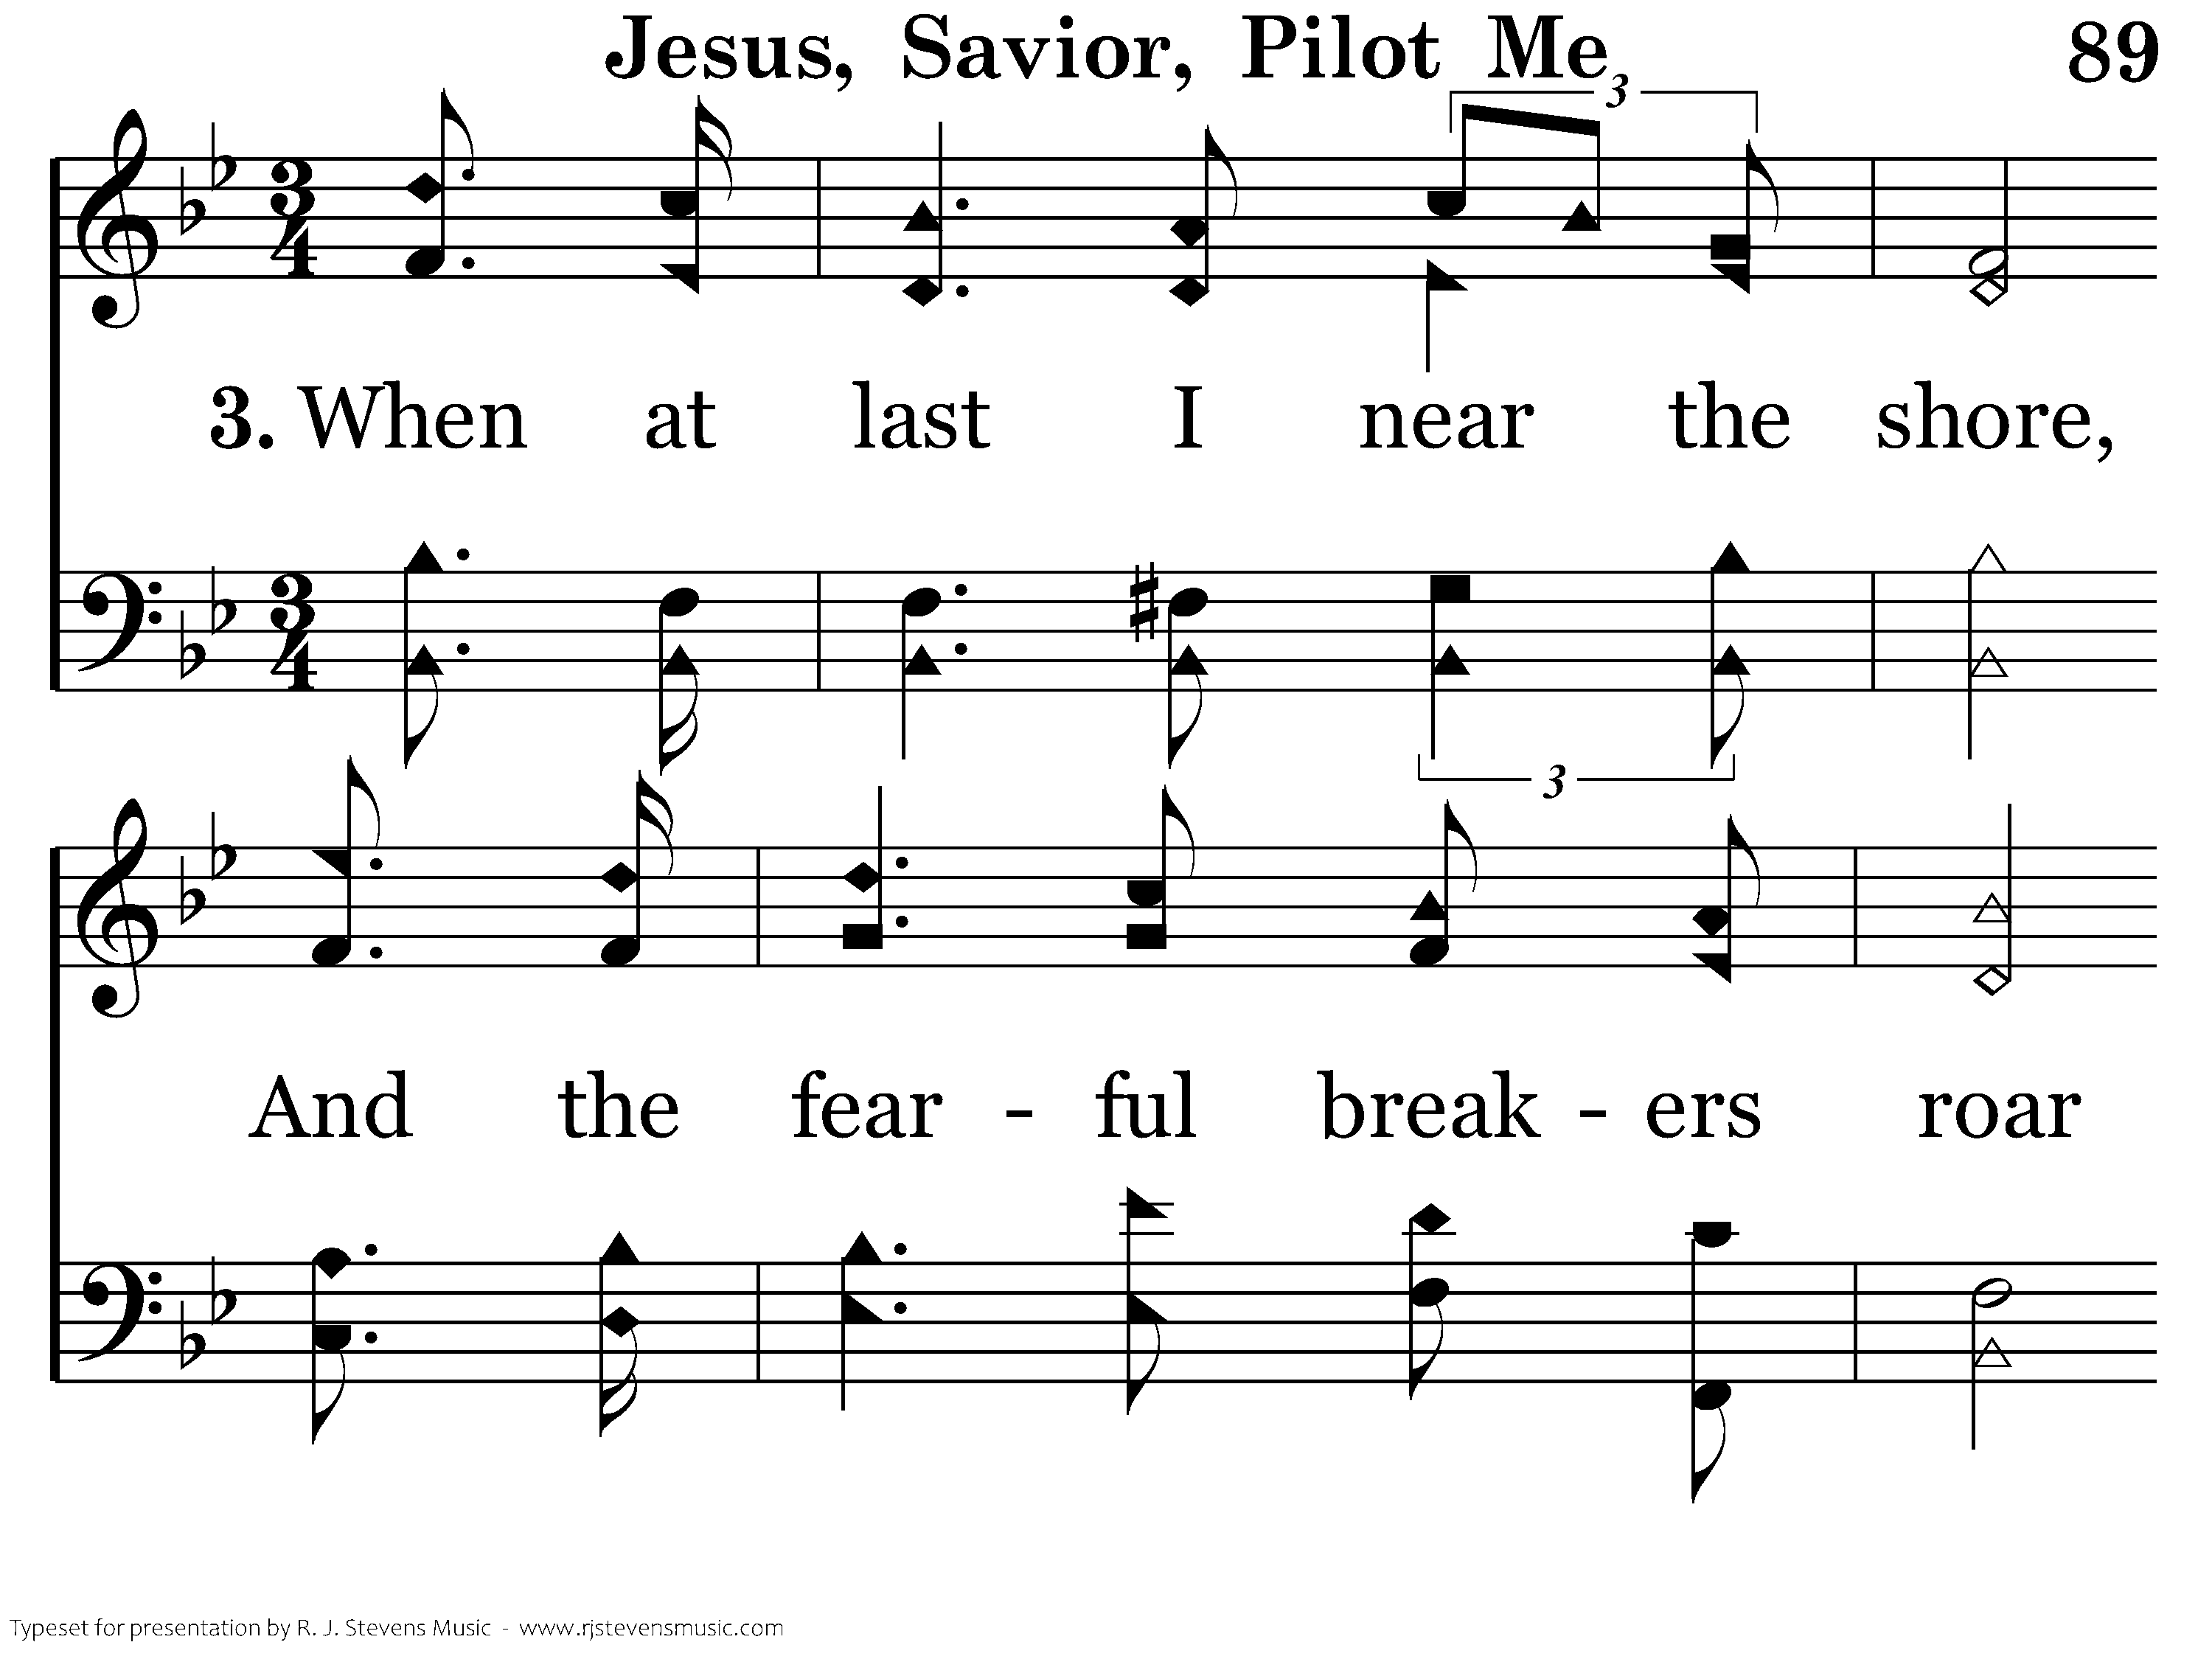 Jesus, Savior, Pilot Me 89
3
3. When at last I near the shore,
3
And the fear - ful break - ers roar
Typeset for presentation by R. J. Stevens Music - www.rjstevensmusic.com